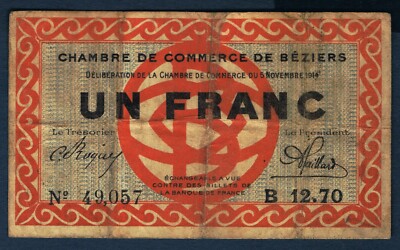 CHAMBRE DE COMMERCE DE BÉZIERS
DÉLIBÉRATION DE LA CHAMBRE DE COMMERCE DU 5 NOVEMBRE 1914
UN FRANC
Le Trésorier Le Président
ÉCHANGEABLE A VUE
CONTRE DES BILLETS DE
LA BANQUE DE FRANCE
Nº 49,057 B 12.70